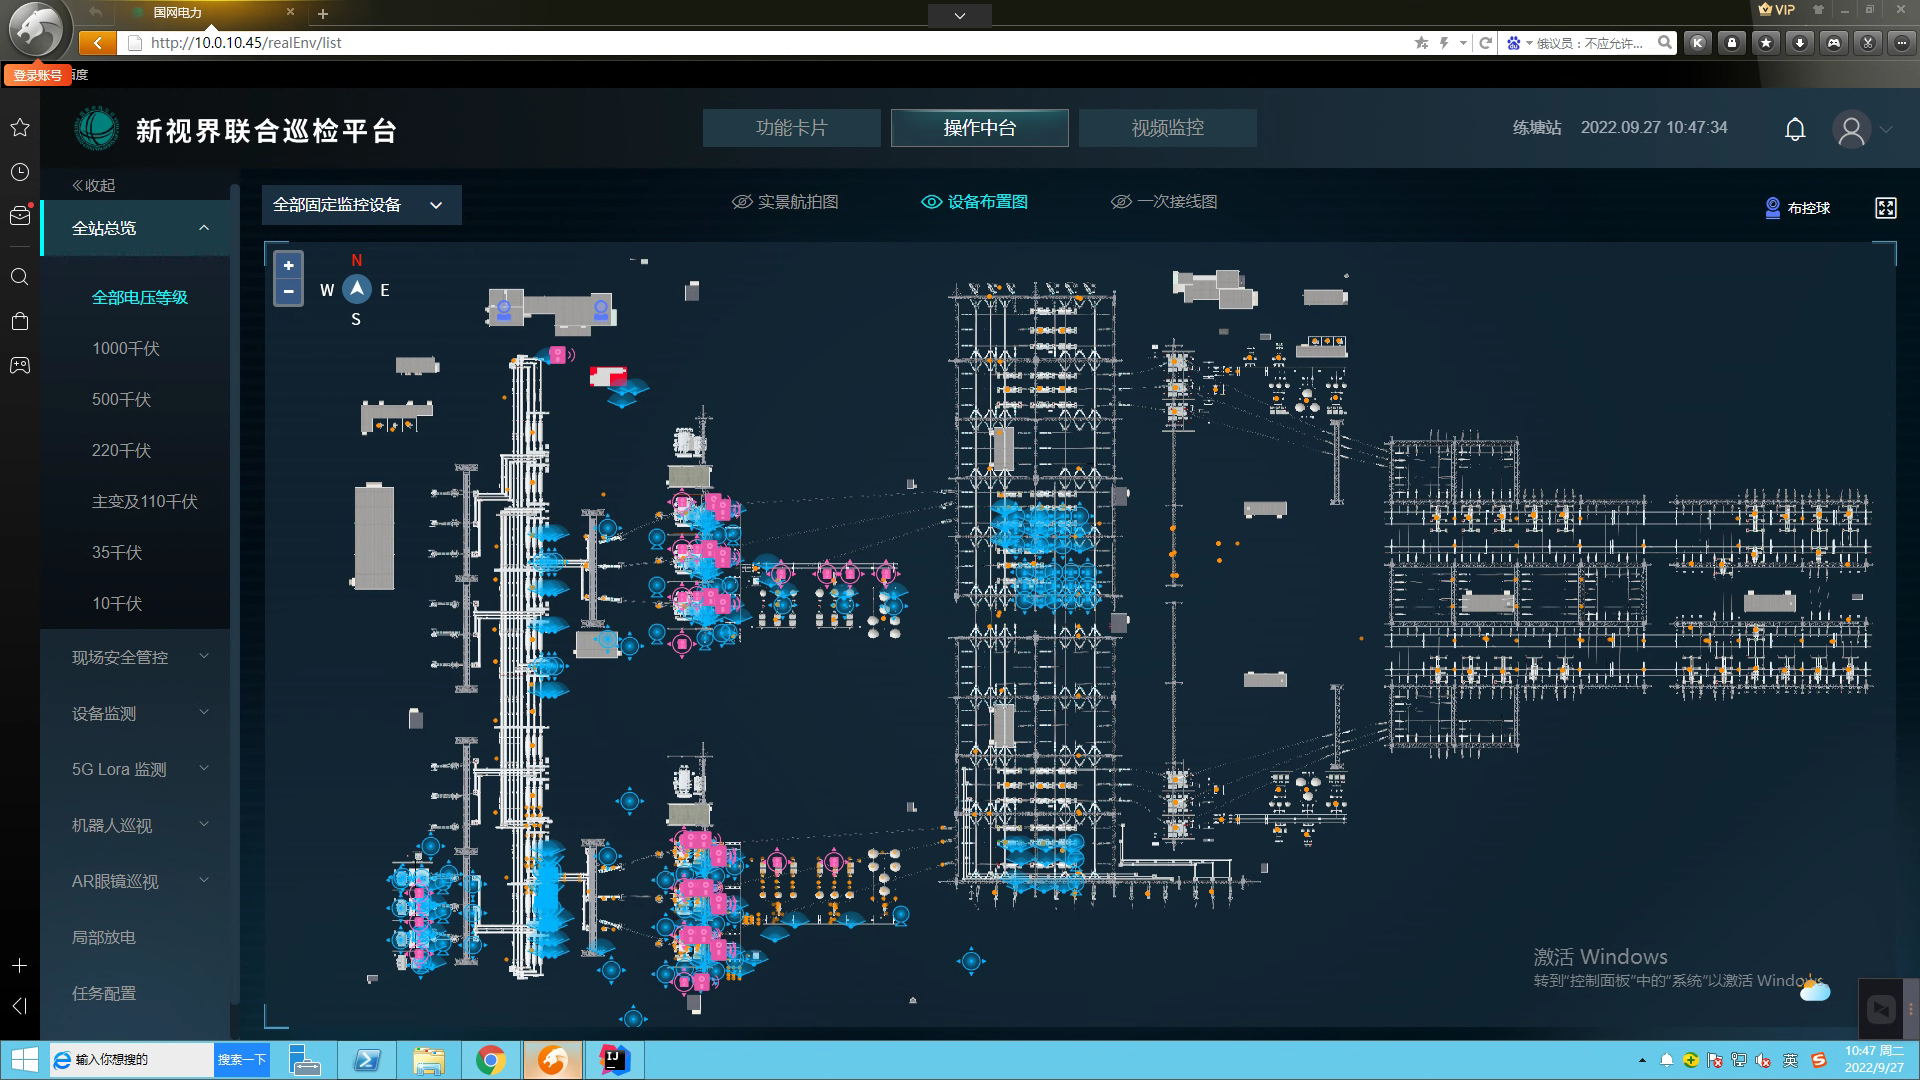 国网电力
VIP
http://10.0.10.45/realEnv/list
俄议员：不应允许...
登录账号
百度
新视界联合巡检平台
功能卡片
操作中台
视频监控
练塘站
2022.09.27 10:47:34
收起
全站总览
全部电压等级
1000千伏
500千伏
220千伏
主变及110千伏
35千伏
10千伏
现场安全管控
设备监测
5G Lora 监测
机器人巡视
AR眼镜巡视
局部放电
任务配置
全部固定监控设备
实景航拍图
设备布置图
一次接线图
布控球
+
−
N
W
E
S
激活 Windows
转到"控制面板"中的"系统"以激活 Windows。
输入你想搜的
搜索一下
IJ
英
10:47 周二
2022/9/27